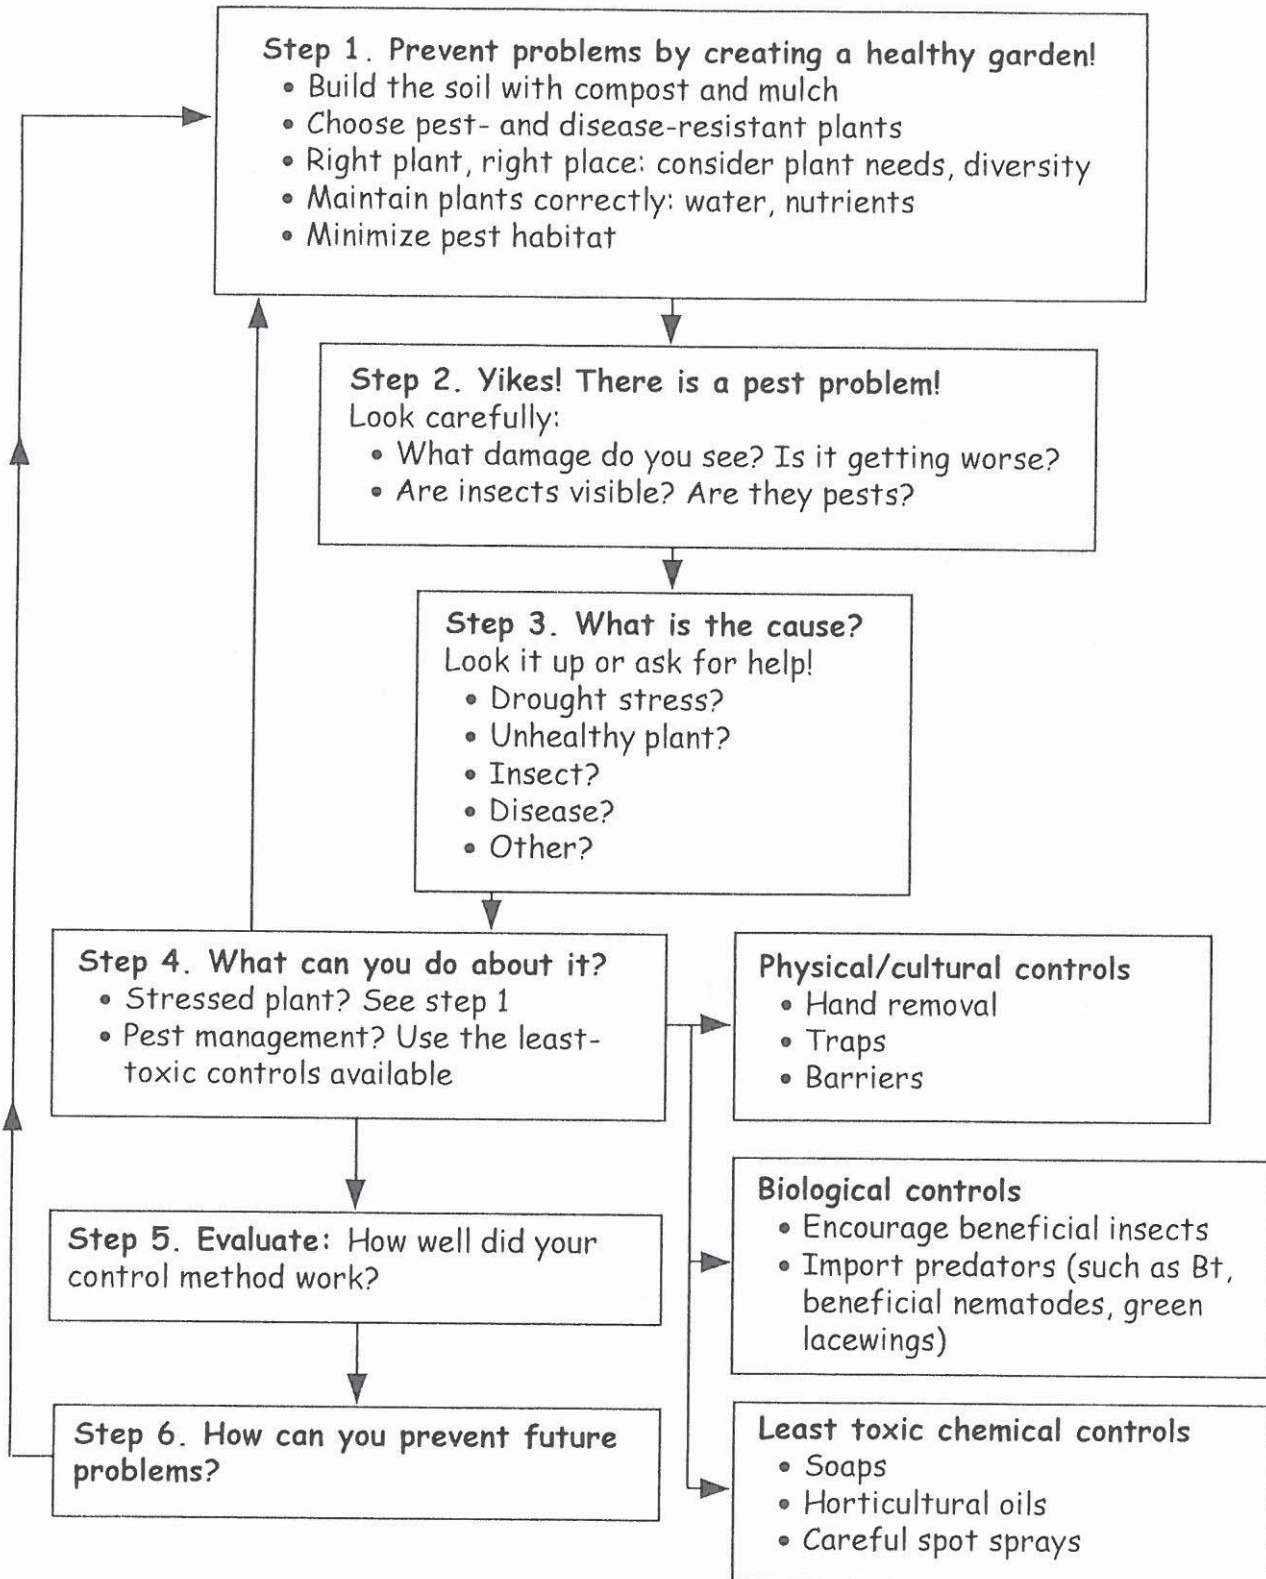 Step 1. Prevent problems by creating a healthy garden!
• Build the soil with compost and mulch
• Choose pest- and disease-resistant plants
• Right plant, right place: consider plant needs, diversity
• Maintain plants correctly: water, nutrients
• Minimize pest habitat
Step 2. Yikes! There is a pest problem!
Look carefully:
• What damage do you see? Is it getting worse?
• Are insects visible? Are they pests?
Step 3. What is the cause?
Look it up or ask for help!
• Drought stress?
• Unhealthy plant?
• Insect?
• Disease?
• Other?
Step 4. What can you do about it?
• Stressed plant? See step 1
• Pest management? Use the least-
toxic controls available
Physical/cultural controls
• Hand removal
• Traps
• Barriers
Biological controls
• Encourage beneficial insects
• Import predators (such as Bt,
beneficial nematodes, green
lacewings)
Step 5. Evaluate: How well did your
control method work?
Step 6. How can you prevent future
problems?
Least toxic chemical controls
• Soaps
• Horticultural oils
• Careful spot sprays